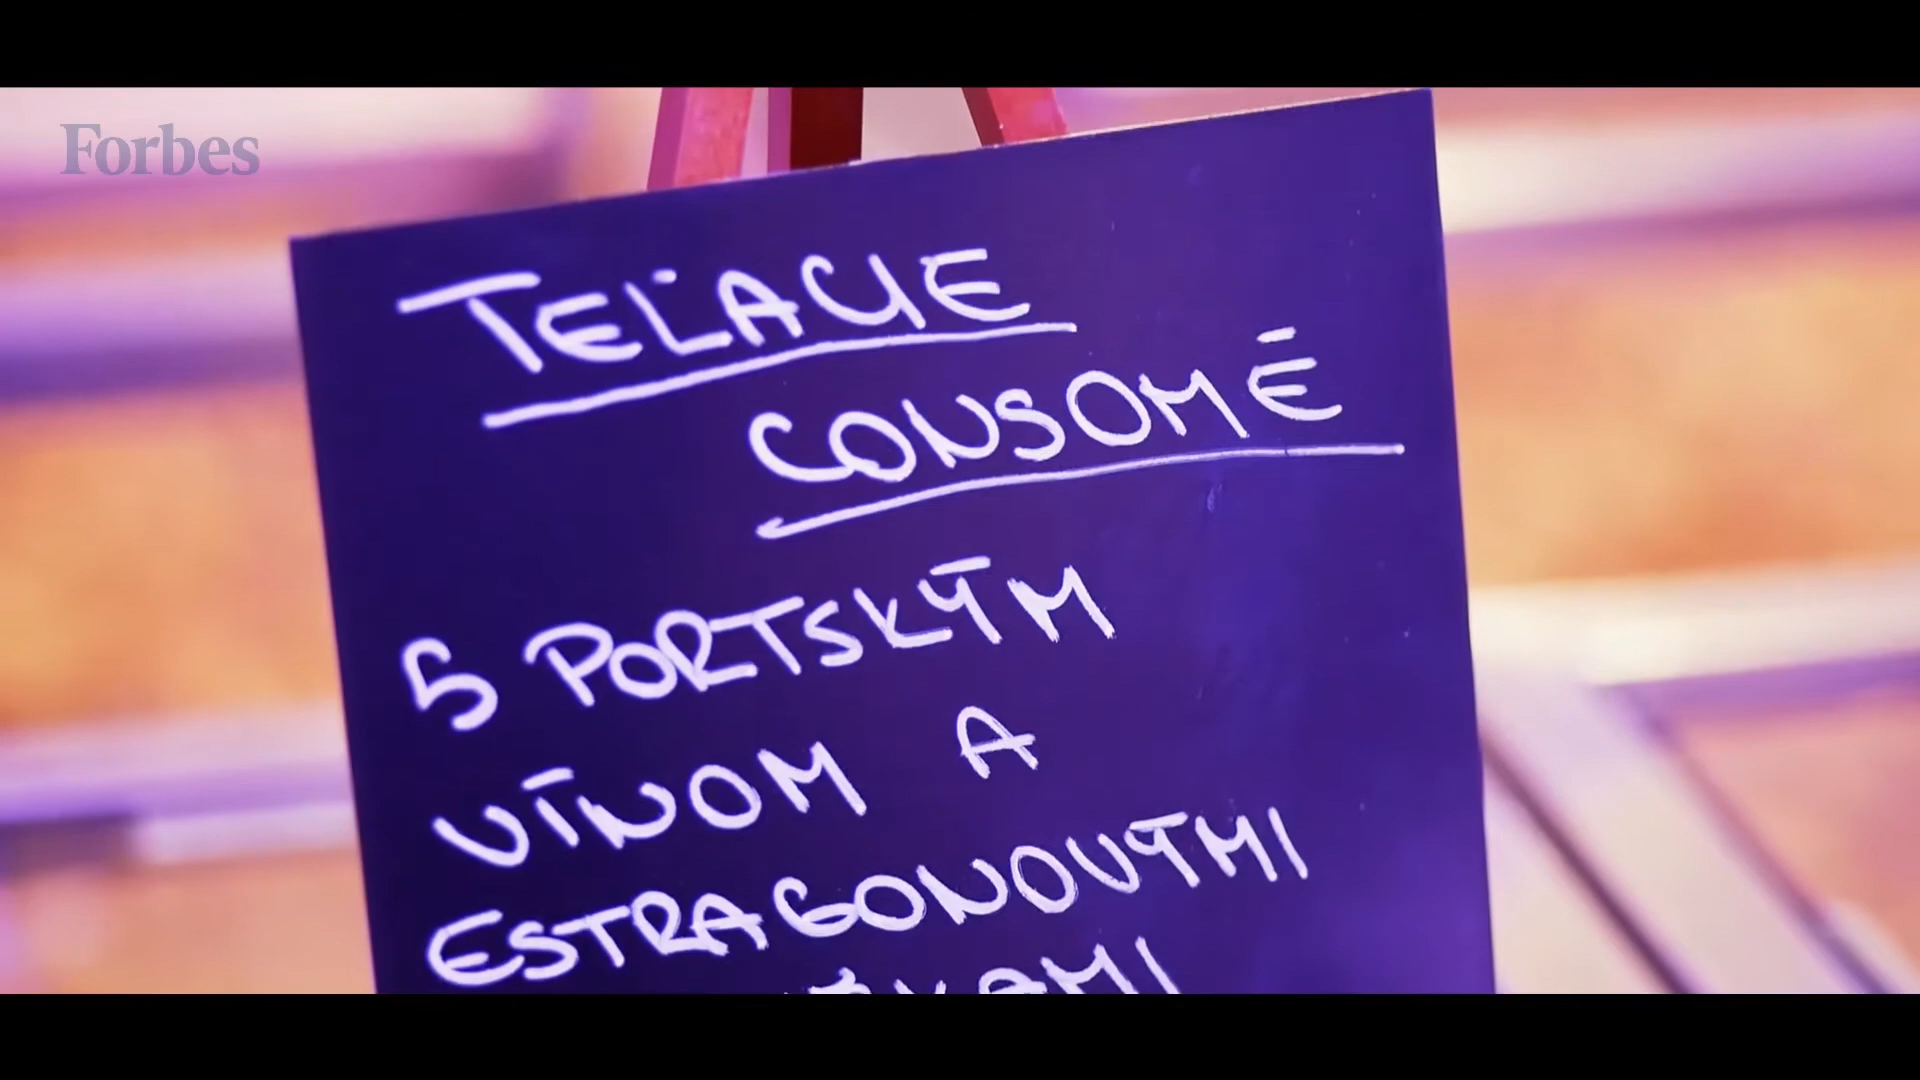 Forbes
TEĽACIE
CONSOMÉ
S PORTSKÝM
VÍNOM A
ESTRAGONOVÝMI